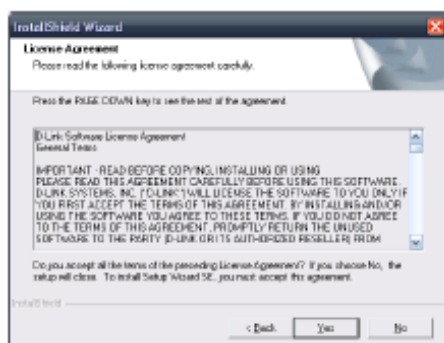 InstallShield Wizard
License Agreement
Please read the following license agreement carefully.
Press the PAGE DOWN key to see the rest of the agreement.
D-Link Software License Agreement
General Terms
IMPORTANT - READ BEFORE COPYING, INSTALLING OR USING
PLEASE READ THIS AGREEMENT CAREFULLY BEFORE USING THIS SOFTWARE.
D-LINK SYSTEMS, INC. ("D-LINK") WILL LICENSE THE SOFTWARE TO YOU ONLY IF
YOU FIRST ACCEPT THE TERMS OF THIS AGREEMENT. BY INSTALLING AND/OR
USING THE SOFTWARE YOU AGREE TO THESE TERMS. IF YOU DO NOT AGREE
TO THE TERMS OF THIS AGREEMENT, PROMPTLY RETURN THE UNUSED
SOFTWARE TO THE PARTY (D-LINK OR ITS AUTHORIZED RESELLER) FROM
Do you accept all the terms of the preceding License Agreement? If you choose No, the
setup will close. To install Setup Wizard SE, you must accept this agreement.
InstallShield
< Back
Yes
No